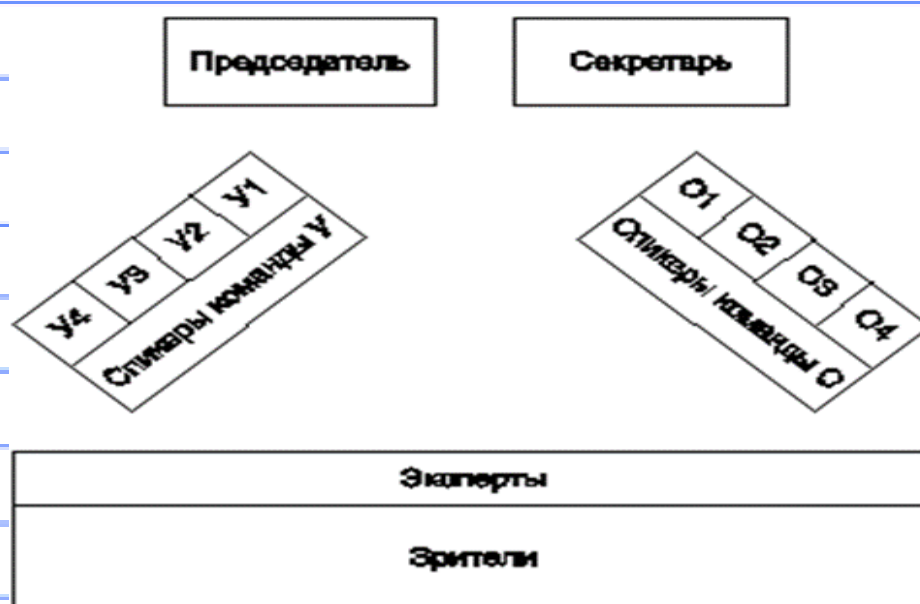 Председатель
Секретарь
У1
У2
У3
У4
Спикеры команды У
О1
О2
О3
О4
Спикеры команды О
Эксперты
Зрители